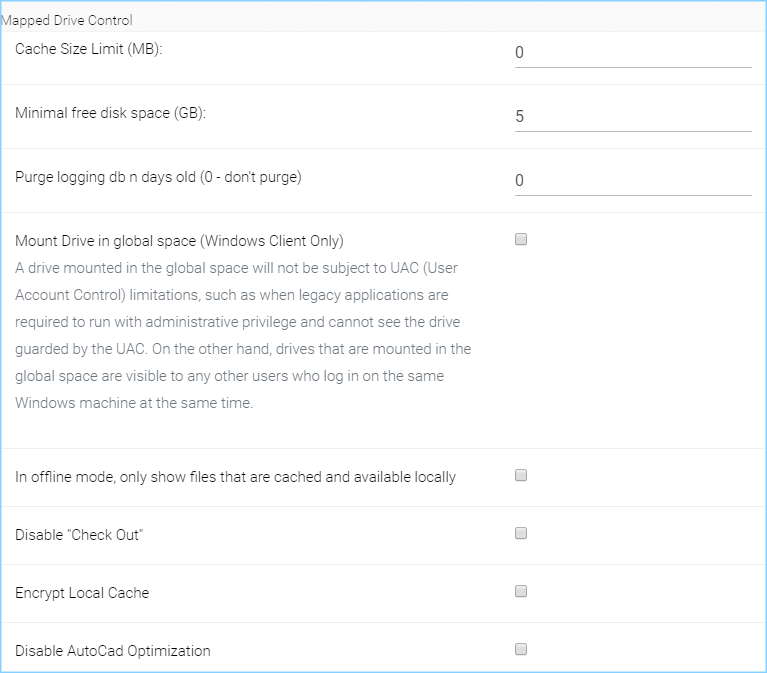 Mapped Drive Control
Cache Size Limit (MB):
0
Minimal free disk space (GB):
5
Purge logging db n days old (0 - don't purge)
0
Mount Drive in global space (Windows Client Only)
A drive mounted in the global space will not be subject to UAC (User
Account Control) limitations, such as when legacy applications are
required to run with administrative privilege and cannot see the drive
guarded by the UAC. On the other hand, drives that are mounted in the
global space are visible to any other users who log in on the same
Windows machine at the same time.
In offline mode, only show files that are cached and available locally
Disable "Check Out"
Encrypt Local Cache
Disable AutoCad Optimization